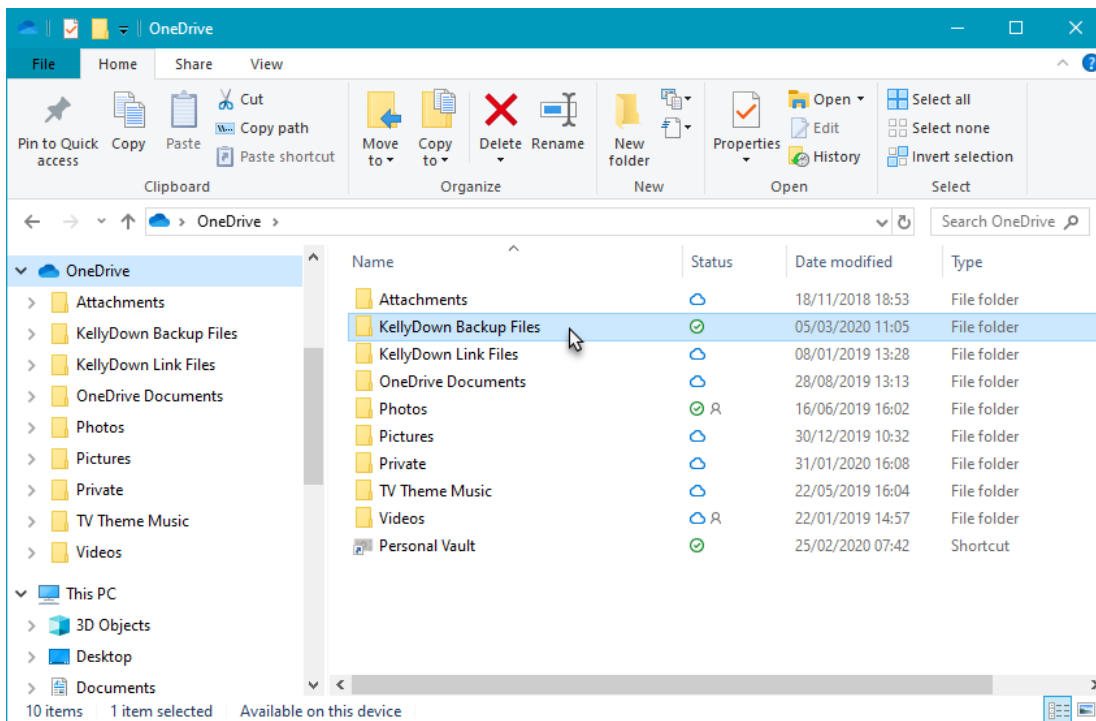 OneDrive
File Home Share View
Pin to Quick access
Copy
Paste
Cut
Copy path
Paste shortcut
Clipboard
Move to
Copy to
Delete
Rename
Organize
New folder
New
Properties
Open
Edit
History
Open
Select all
Select none
Invert selection
Select
OneDrive
Search OneDrive
OneDrive
Attachments
KellyDown Backup Files
KellyDown Link Files
OneDrive Documents
Photos
Pictures
Private
TV Theme Music
Videos
This PC
3D Objects
Desktop
Documents
Name Status Date modified Type
Attachments 18/11/2018 18:53 File folder
KellyDown Backup Files 05/03/2020 11:05 File folder
KellyDown Link Files 08/01/2019 13:28 File folder
OneDrive Documents 28/08/2019 13:13 File folder
Photos 16/06/2019 16:02 File folder
Pictures 30/12/2019 10:32 File folder
Private 31/01/2020 16:08 File folder
TV Theme Music 22/05/2019 16:04 File folder
Videos 22/01/2019 14:57 File folder
Personal Vault 25/02/2020 07:42 Shortcut
10 items 1 item selected Available on this device